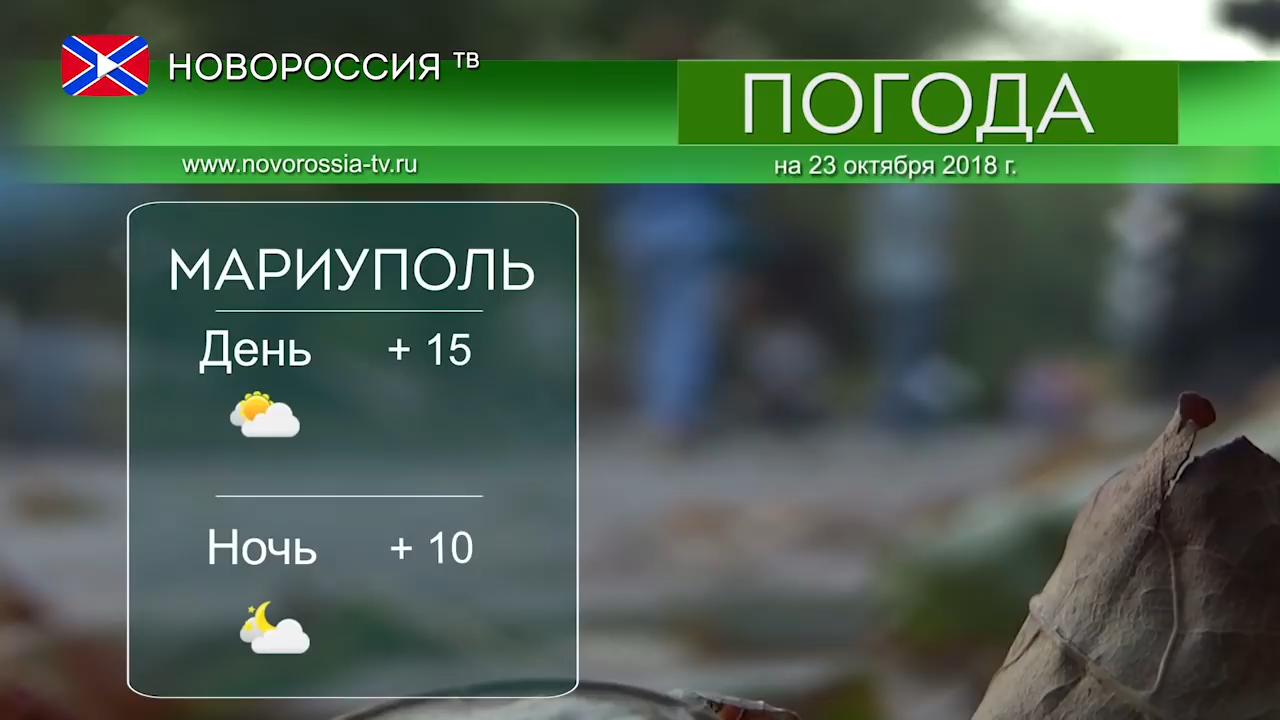 НОВОРОССИЯ ТВ
ПОГОДА
www.novorossia-tv.ru
на 23 октября 2018 г.
МАРИУПОЛЬ
День + 15
Ночь + 10